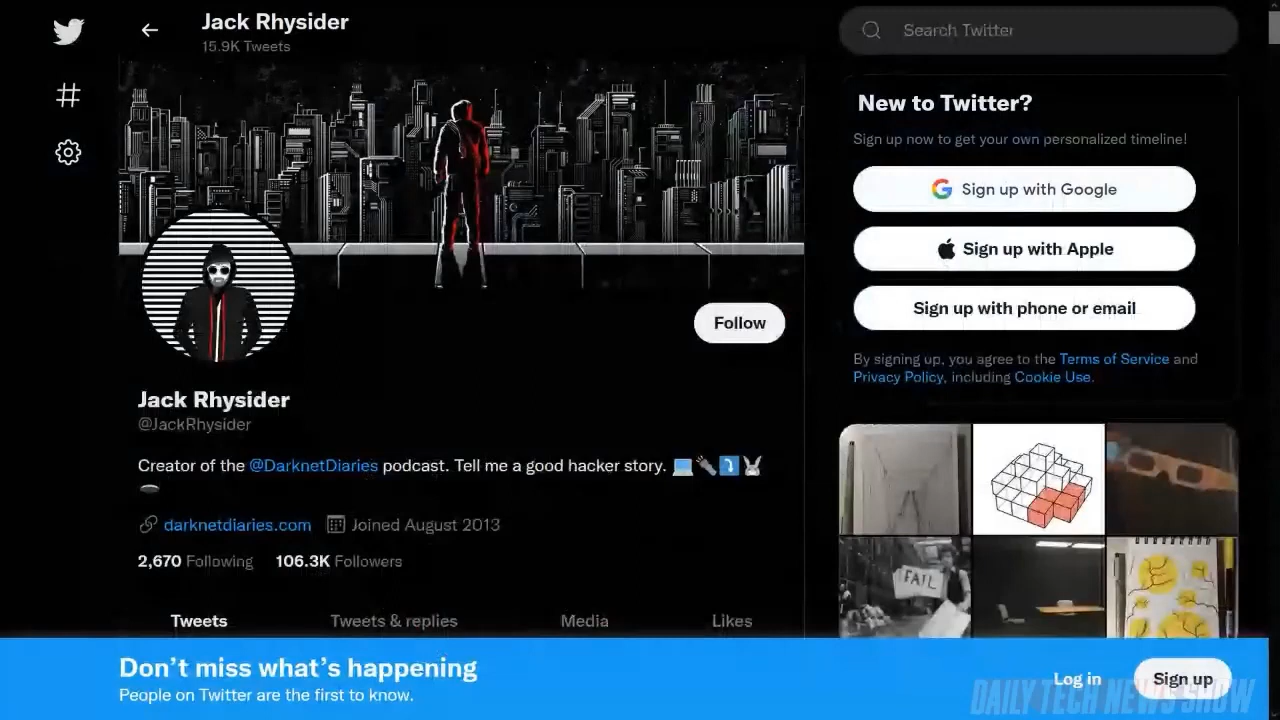 Jack Rhysider
15.9K Tweets
Search Twitter
New to Twitter?
Sign up now to get your own personalized timeline!
Sign up with Google
Sign up with Apple
Sign up with phone or email
By signing up, you agree to the Terms of Service and
Privacy Policy, including Cookie Use.
Follow
Jack Rhysider
@JackRhysider
Creator of the @DarknetDiaries podcast. Tell me a good hacker story.
darknetdiaries.com Joined August 2013
2,670 Following 106.3K Followers
FAIL
Tweets Tweets & replies Media Likes
Don’t miss what’s happening
People on Twitter are the first to know.
Log in
Sign up
DAILY TECH NEWS SHOW